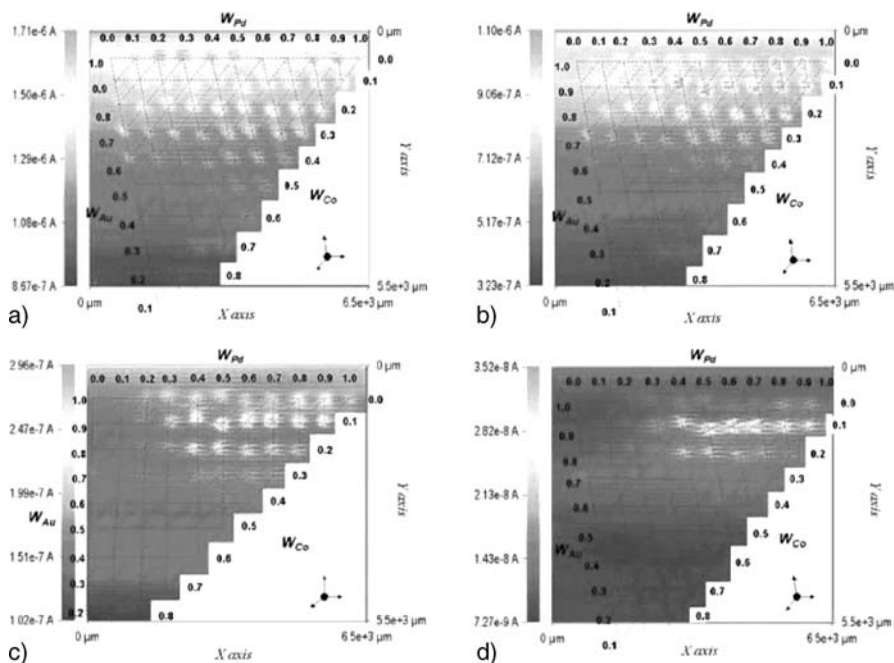 W_Pd
1.71e-6 A
0 µm
0.0 0.1 0.2 0.3 0.4 0.5 0.6 0.7 0.8 0.9 1.0
0.0
1.0
0.1
0.9
1.50e-6 A
0.2
0.8
0.3
0.7
1.29e-6 A
0.4
0.6
0.5
0.5
W_Au
W_Co
Y axis
0.6
0.4
1.08e-6 A
0.7
0.3
0.8
0.2
8.67e-7 A
5.5e+3 µm
0 µm
6.5e+3 µm
0.1
X axis
a)
W_Pd
1.10e-6 A
0 µm
0.0 0.1 0.2 0.3 0.4 0.5 0.6 0.7 0.8 0.9 1.0
0.0
1.0
0.1
0.9
9.06e-7 A
0.2
0.8
0.3
0.7
7.12e-7 A
0.4
0.6
0.5
0.5
W_Au
W_Co
Y axis
0.6
0.4
5.17e-7 A
0.7
0.3
0.8
0.2
3.23e-7 A
5.5e+3 µm
0 µm
6.5e+3 µm
0.1
X axis
b)
W_Pd
2.96e-7 A
0 µm
0.0 0.1 0.2 0.3 0.4 0.5 0.6 0.7 0.8 0.9 1.0
1.0
0.0
0.1
0.9
2.47e-7 A
0.2
0.8
0.3
0.7
1.99e-7 A
0.4
0.6
W_Au
0.5
0.5
W_Co
Y axis
0.6
0.4
1.51e-7 A
0.7
0.3
0.8
0.2
1.02e-7 A
5.5e+3 µm
0 µm
6.5e+3 µm
X axis
c)
W_Pd
3.52e-8 A
0 µm
0.0 0.1 0.2 0.3 0.4 0.5 0.6 0.7 0.8 0.9 1.0
1.0
0.0
0.1
0.9
2.82e-8 A
0.2
0.8
0.3
0.7
2.13e-8 A
0.4
0.5
0.5
W_Au
W_Co
Y axis
0.4
1.43e-8 A
0.7
0.3
0.8
0.2
7.27e-9 A
5.5e+3 µm
0 µm
6.5e+3 µm
0.1
X axis
d)